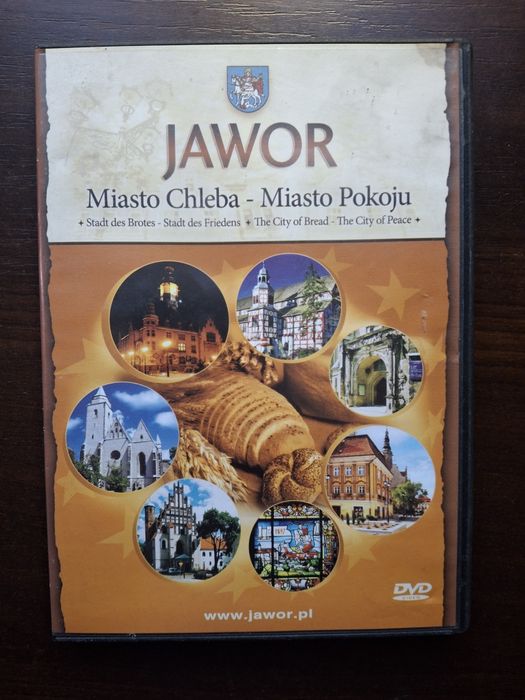 JAWOR
Miasto Chleba - Miasto Pokoju
✦ Stadt des Brotes - Stadt des Friedens ✦ The City of Bread - The City of Peace ✦
www.jawor.pl
DVD
VIDEO